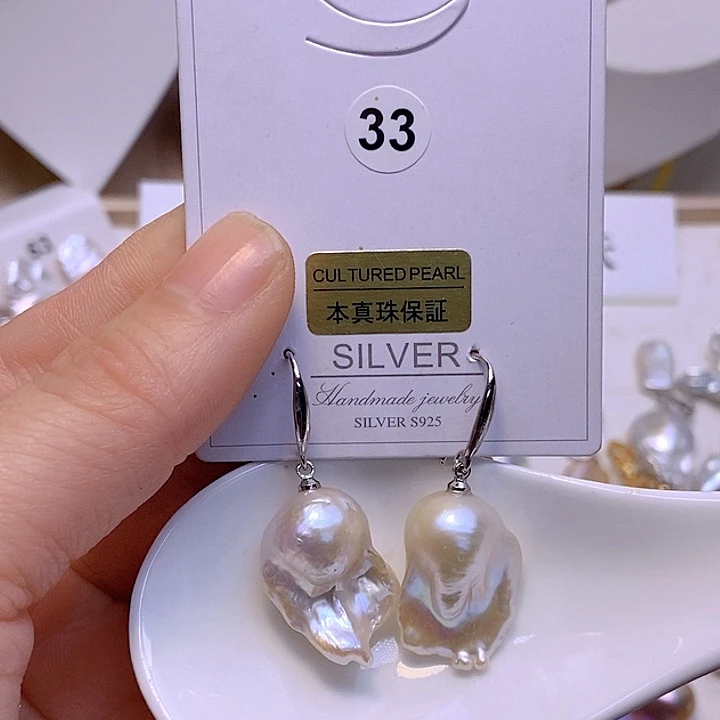 33
CULTURED PEARL
本真珠保証
SILVER
Handmade jewelry
SILVER S925